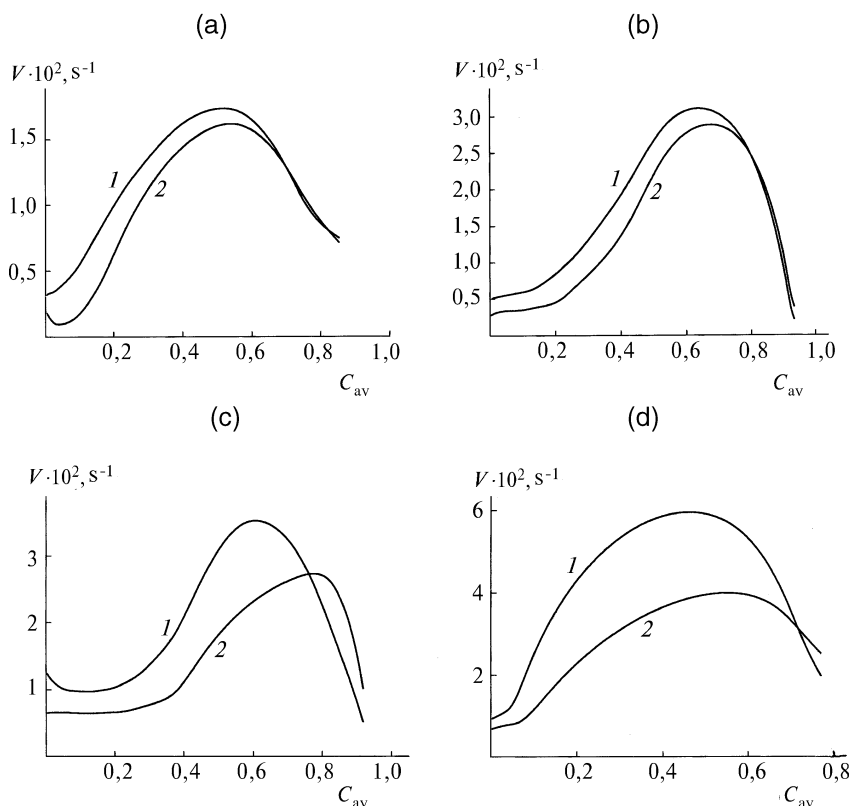 (a)
V·10², s⁻¹
1,5
1,0
0,5
1
2
0,2 0,4 0,6 0,8 1,0
C_av
(b)
V·10², s⁻¹
3,0
2,5
2,0
1,5
1,0
0,5
1
2
0,2 0,4 0,6 0,8 1,0
C_av
(c)
V·10², s⁻¹
3
2
1
1
2
0,2 0,4 0,6 0,8 1,0
C_av
(d)
V·10², s⁻¹
6
4
2
1
2
0,2 0,4 0,6 0,8
C_av